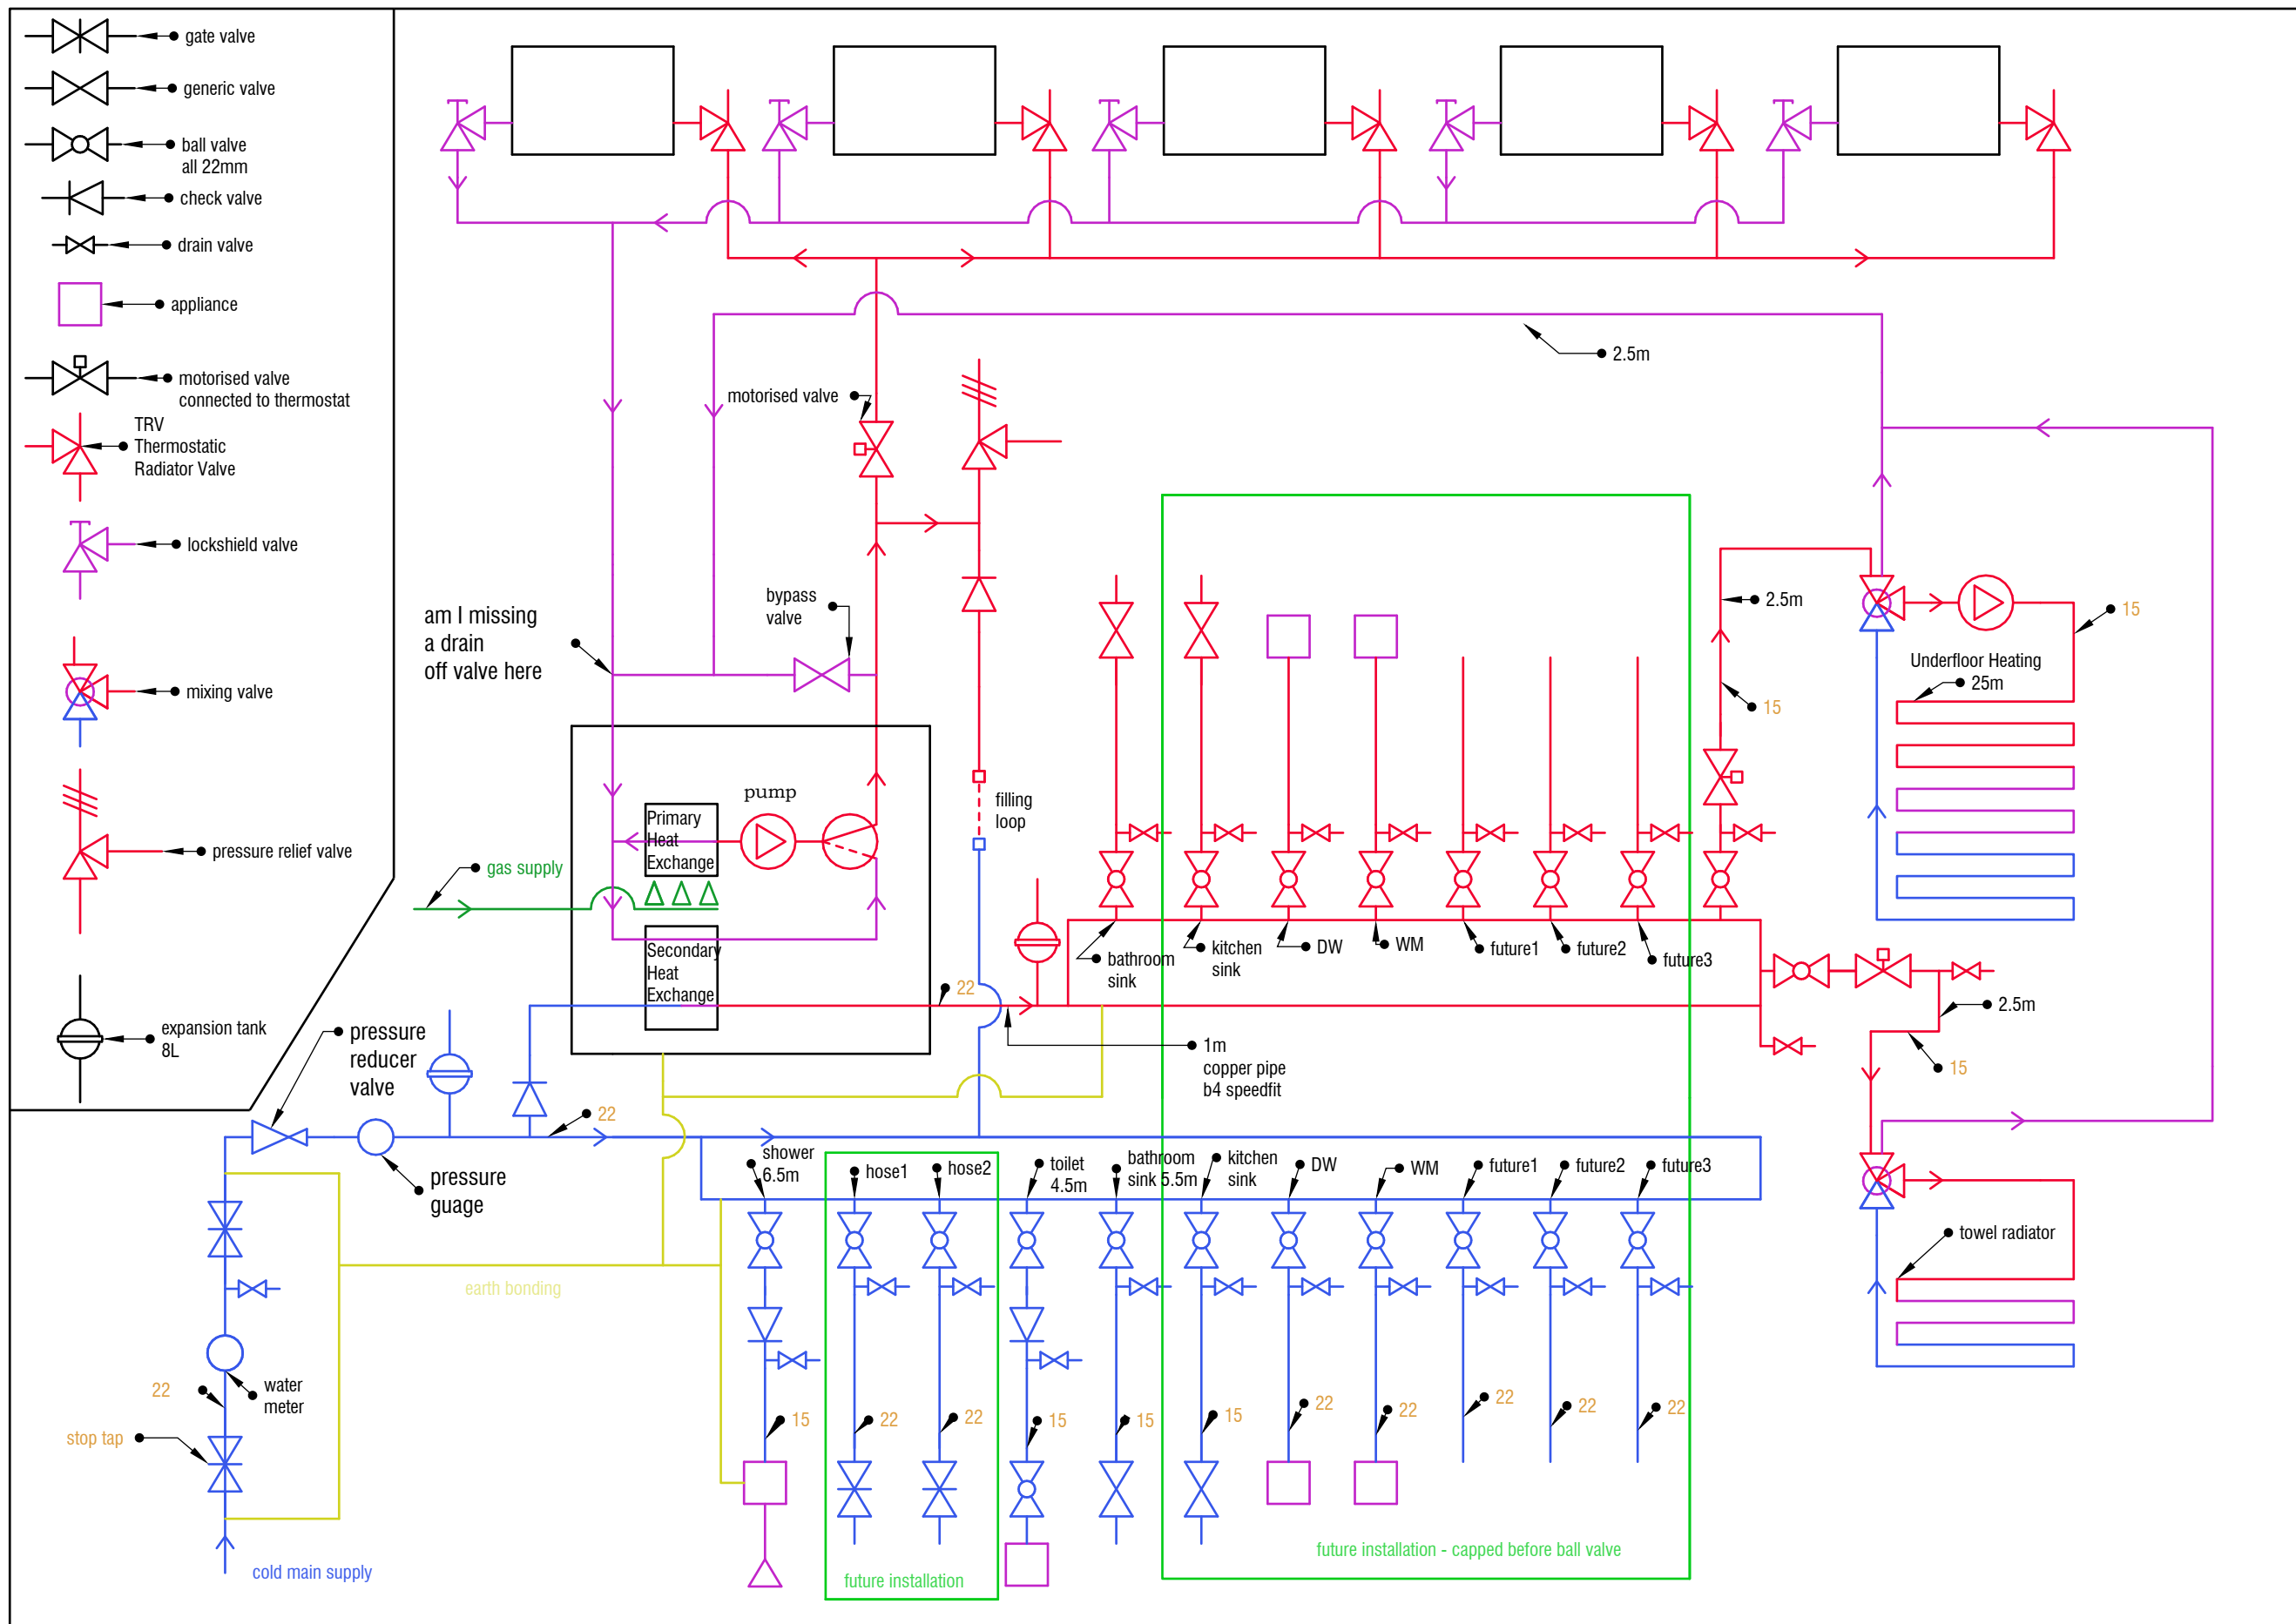 gate valve
generic valve
ball valve
all 22mm
check valve
drain valve
appliance
motorised valve
connected to thermostat
TRV
Thermostatic
Radiator Valve
lockshield valve
mixing valve
pressure relief valve
expansion tank
8L
2.5m
motorised valve
bypass
valve
am I missing
a drain
off valve here
2.5m
15
15
Underfloor Heating
25m
pump
Primary
Heat
Exchange
filling
loop
gas supply
Secondary
Heat
Exchange
22
bathroom
sink
kitchen
sink
DW
WM
future1
future2
future3
2.5m
15
1m
copper pipe
b4 speedfit
pressure
reducer
valve
22
pressure
guage
shower
6.5m
hose1
hose2
toilet
4.5m
bathroom
sink 5.5m
kitchen
sink
DW
WM
future1
future2
future3
towel radiator
earth bonding
water
meter
22
stop tap
15
22
22
15
15
15
22
22
22
22
22
cold main supply
future installation
future installation - capped before ball valve